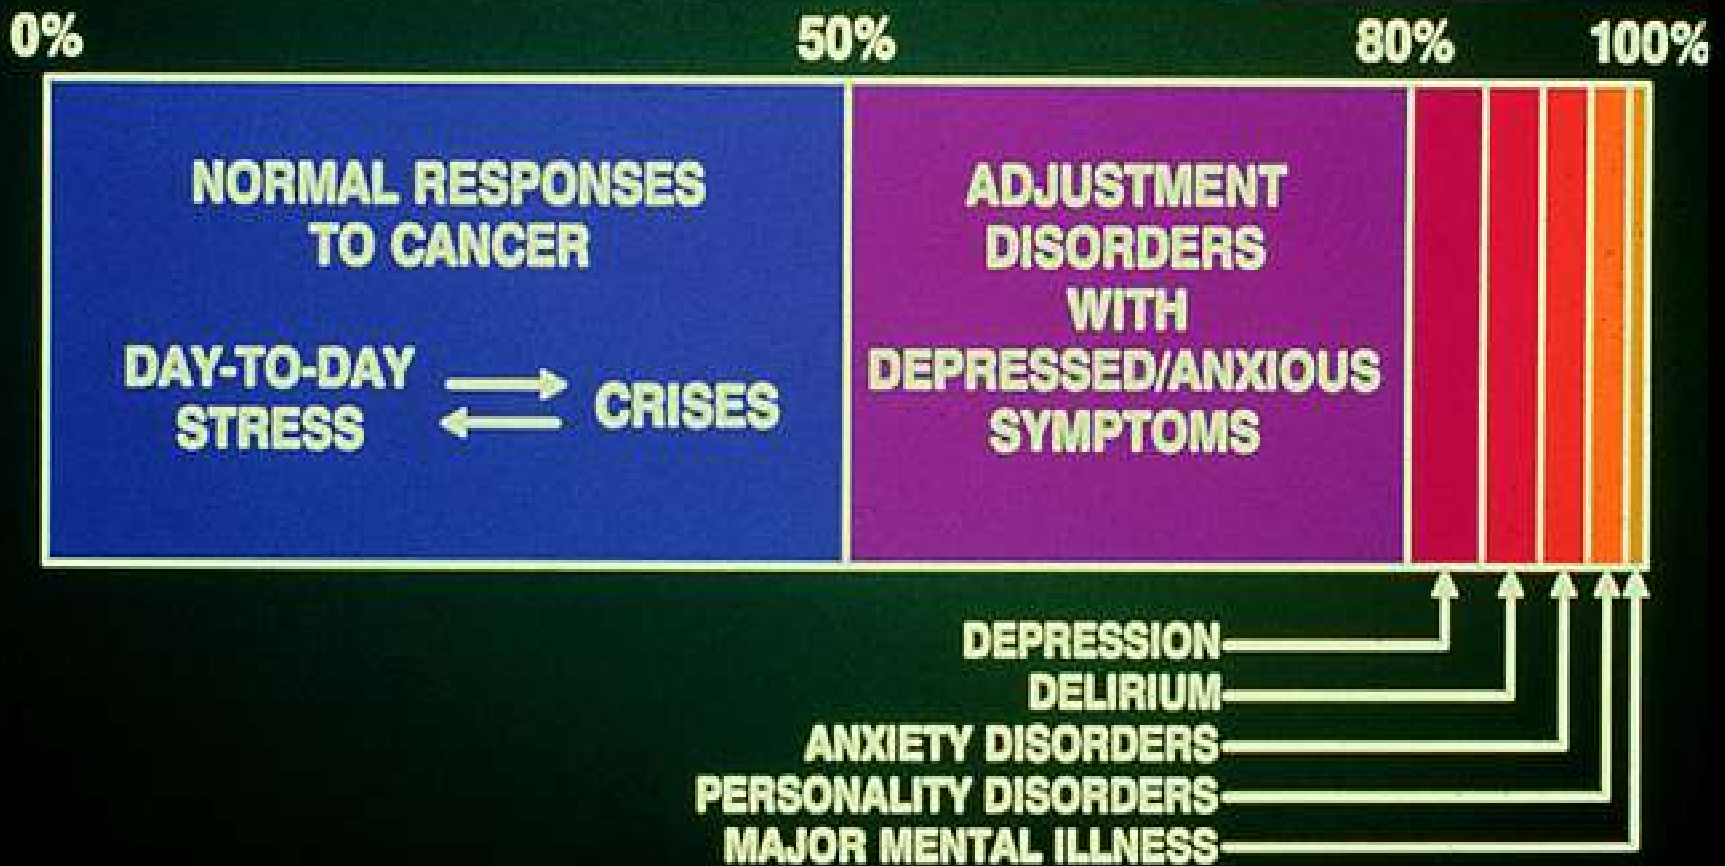 0% 50% 80% 100%
NORMAL RESPONSES
TO CANCER
DAY-TO-DAY
STRESS
CRISES
ADJUSTMENT
DISORDERS
WITH
DEPRESSED/ANXIOUS
SYMPTOMS
DEPRESSION
DELIRIUM
ANXIETY DISORDERS
PERSONALITY DISORDERS
MAJOR MENTAL ILLNESS